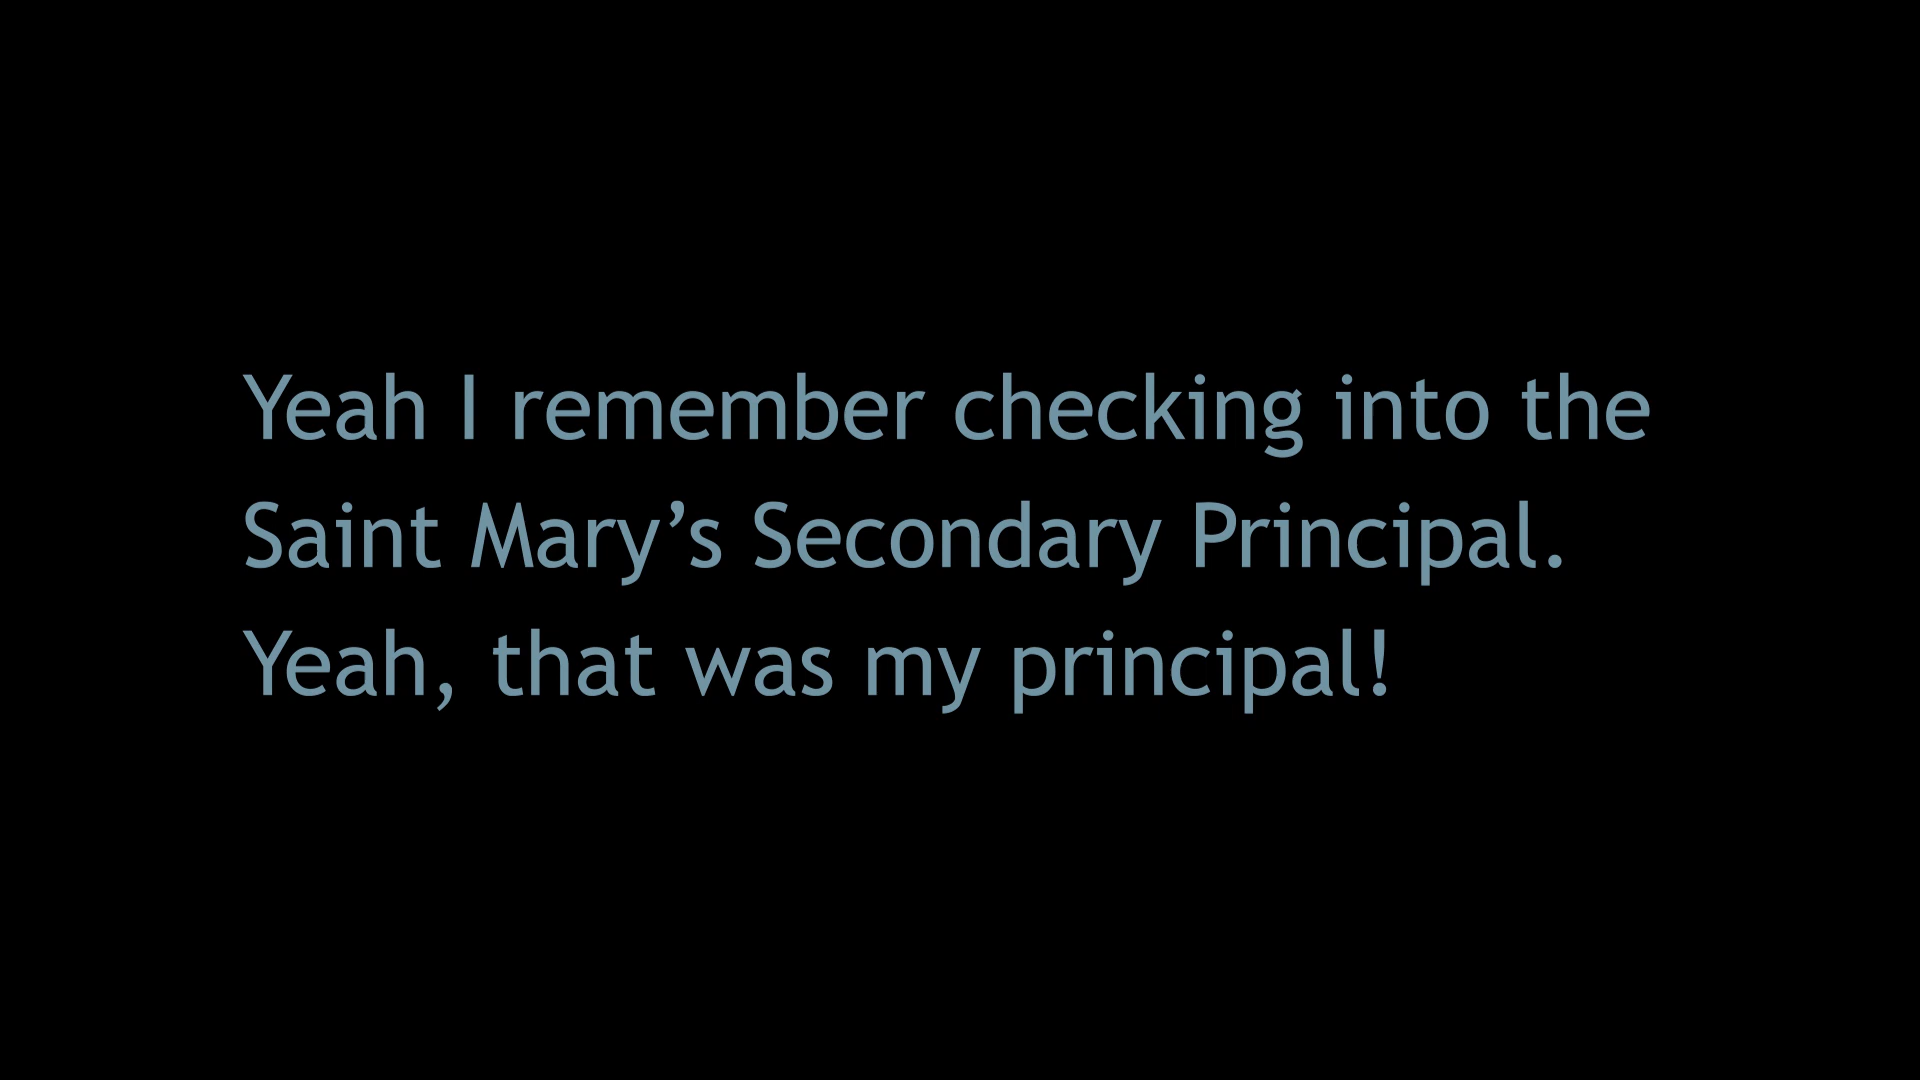 Yeah I remember checking into the
Saint Mary’s Secondary Principal.
Yeah, that was my principal!